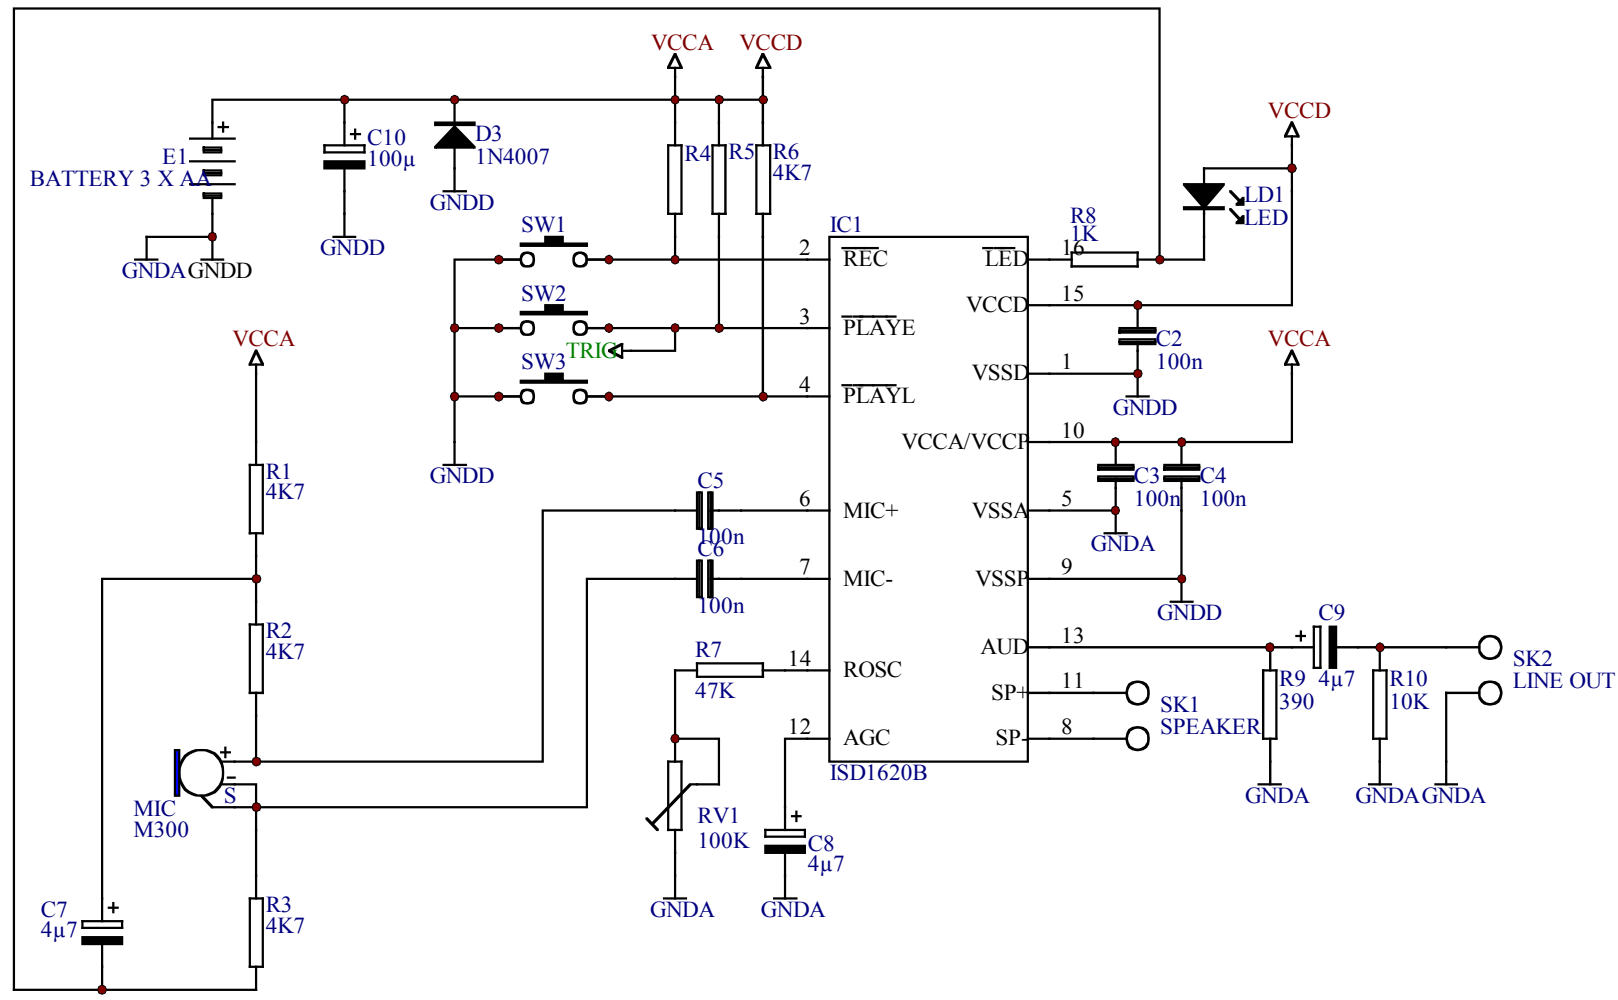 VCCA
VCCD
+
E1
BATTERY 3 X AA
GNDA
GNDD
+
C10
100µ
GNDD
D3
1N4007
GNDD
R4
R5
R6
4K7
SW1
SW2
TRIG
SW3
GNDD
IC1
2
REC
3
PLAYE
4
PLAYL
6
MIC+
7
MIC-
14
ROSC
12
AGC
LED
16
VCCD
15
VSSD
1
VCCA/VCCP
10
VSSA
5
VSSP
9
AUD
13
SP+
11
SP-
8
ISD1620B
R8
1K
VCCD
LD1
LED
C2
100n
GNDD
VCCA
C3
100n
C4
100n
GNDA
GNDD
+
C9
4µ7
R9
390
R10
10K
SK2
LINE OUT
GNDA
GNDA
GNDA
SK1
SPEAKER
VCCA
R1
4K7
R2
4K7
C5
100n
C6
100n
R7
47K
RV1
100K
GNDA
+
C8
4µ7
GNDA
+
−
S
MIC
M300
+
C7
4µ7
R3
4K7